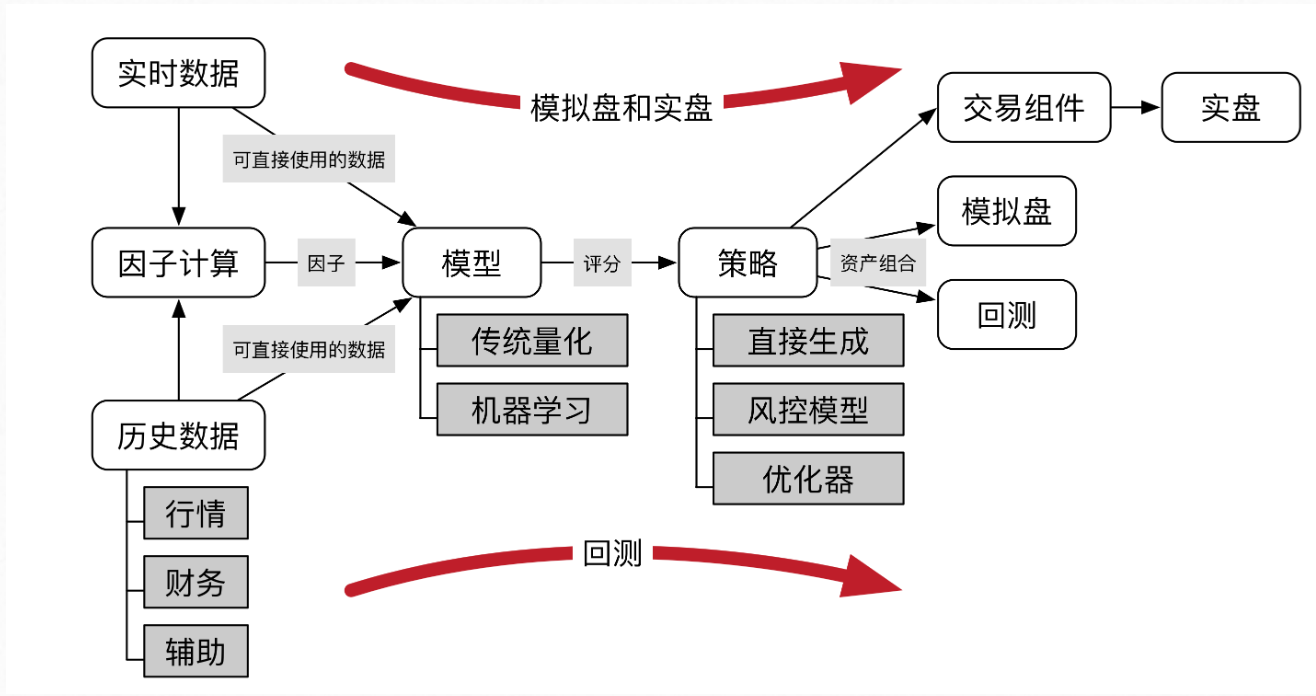 实时数据
模拟盘和实盘
交易组件
实盘
可直接使用的数据
模拟盘
因子计算
因子
模型
评分
策略
资产组合
回测
可直接使用的数据
传统量化
直接生成
机器学习
风控模型
历史数据
优化器
行情
回测
财务
辅助